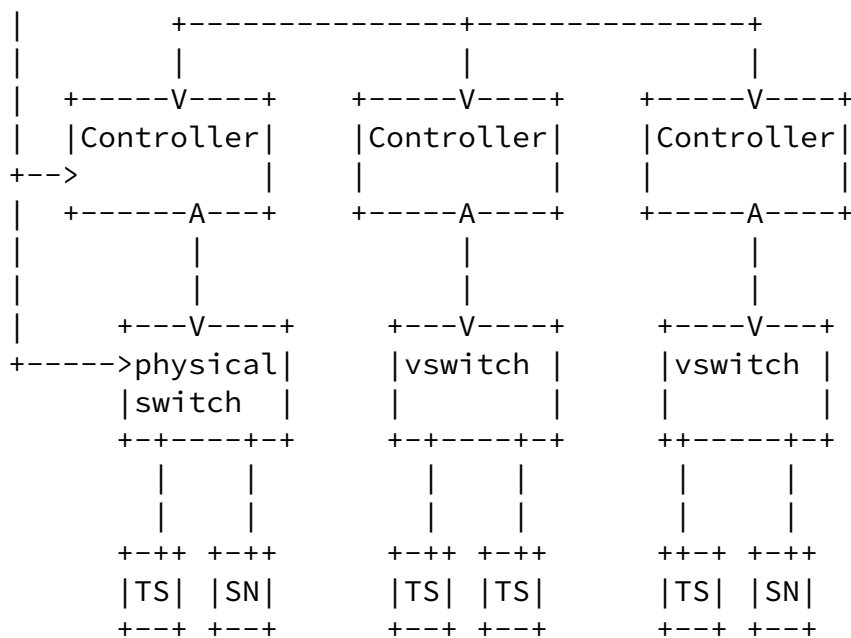 |          +---------------+---------------+
|          |               |               |
|  +-----V----+    +-----V----+    +-----V----+
|  |Controller|    |Controller|    |Controller|
+-->          |    |          |    |          |
|  +------A---+    +-----A----+    +-----A----+
|         |              |               |
|         |              |               |
|     +---V----+     +---V----+     +----V---+
+----->physical|     |vswitch |     |vswitch |
      |switch  |     |        |     |        |
      +-+----+-+     +-+----+-+     ++-----+-+
        |    |         |    |        |     |
        |    |         |    |        |     |
      +-++ +-++      +-++ +-++      ++-+ +-++
      |TS| |SN|      |TS| |TS|      |TS| |SN|
      +--+ +--+      +--+ +--+      +--+ +--+